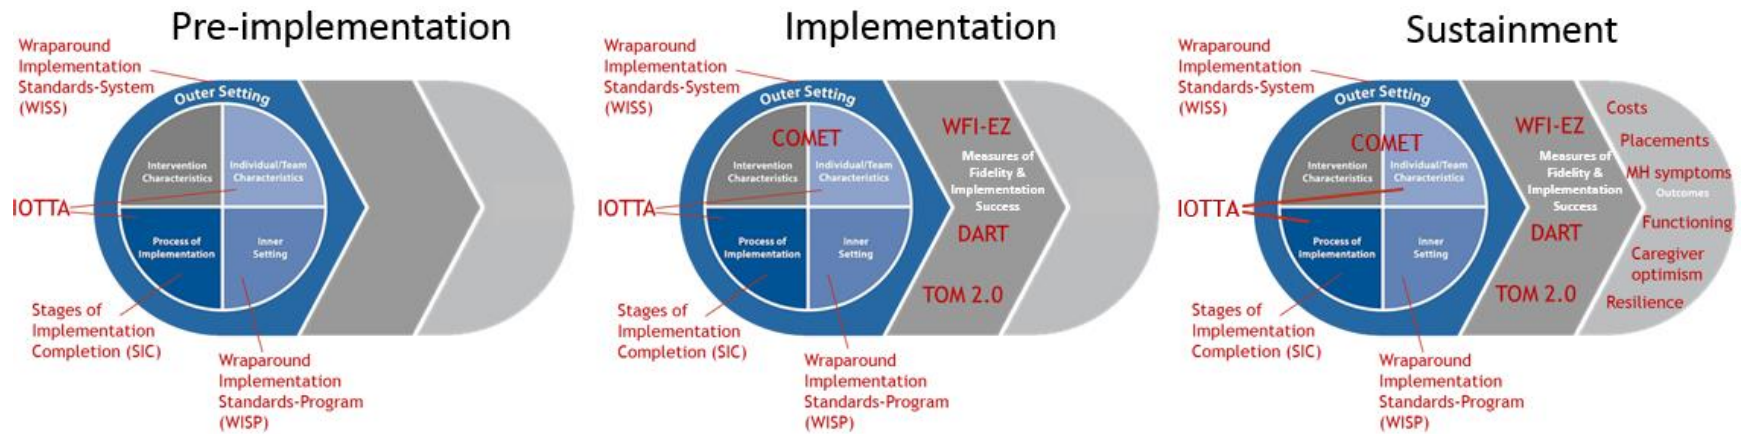 Pre-implementation
Wraparound
Implementation
Standards-System
(WISS)
Outer Setting
Intervention
Characteristics
Individual/Team
Characteristics
IOTTA
Process of
Implementation
Inner
Setting
Stages of
Implementation
Completion (SIC)
Wraparound
Implementation
Standards-Program
(WISP)
Implementation
Wraparound
Implementation
Standards-System
(WISS)
Outer Setting
COMET
Intervention
Characteristics
Individual/Team
Characteristics
IOTTA
Process of
Implementation
Inner
Setting
Stages of
Implementation
Completion (SIC)
Wraparound
Implementation
Standards-Program
(WISP)
WFI-EZ
Measures of
Fidelity &
Implementation
Success
DART
TOM 2.0
Sustainment
Wraparound
Implementation
Standards-System
(WISS)
Outer Setting
COMET
Intervention
Characteristics
Individual/Team
Characteristics
IOTTA
Process of
Implementation
Inner
Setting
Stages of
Implementation
Completion (SIC)
Wraparound
Implementation
Standards-Program
(WISP)
WFI-EZ
Measures of
Fidelity &
Implementation
Success
DART
TOM 2.0
Costs
Placements
MH symptoms
Outcomes
Functioning
Caregiver
optimism
Resilience